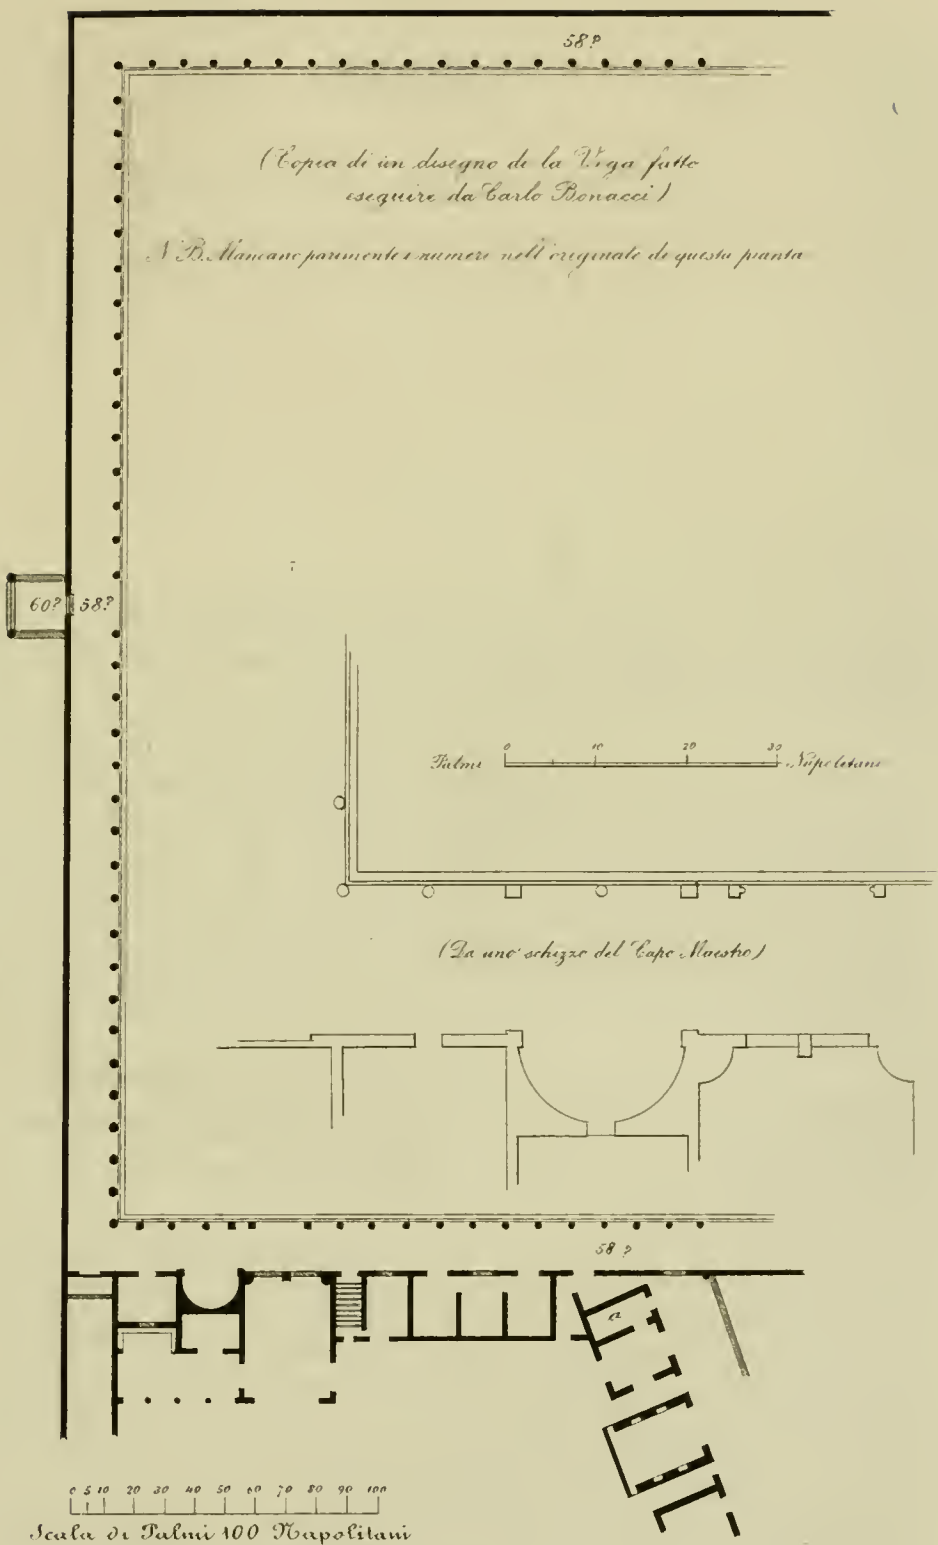 58?
(Copia di un disegno de la Vega fatto
eseguire da Carlo Bonacci)
N B. Mancano parimente i numeri nell'originale di questa pianta
60? 58?
0 10 20 30
Palmi Napoletani
(Da uno schizzo del Capo Maestro)
58?
a
0 5 10 20 30 40 50 60 70 80 90 100
Scala di Palmi 100 Napolitani